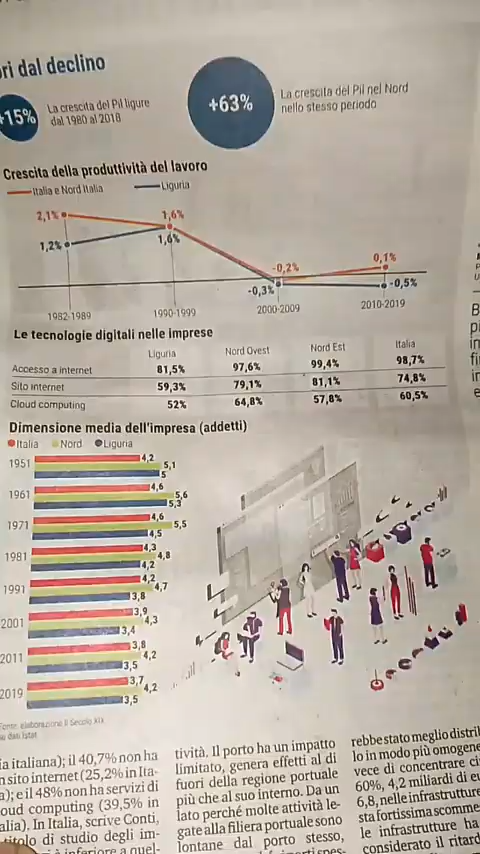 ri dal declino
+15%
La crescita del Pil ligure
dal 1980 al 2018
+63%
La crescita del Pil nel Nord
nello stesso periodo
Crescita della produttività del lavoro
Italia e Nord Italia
Liguria
2,1%
1,6%
1,2%
1,6%
-0,2%
0,1%
-0,3%
-0,5%
1982-1989
1990-1999
2000-2009
2010-2019
Le tecnologie digitali nelle imprese
Liguria Nord Ovest Nord Est Italia
Accesso a internet 81,5% 97,6% 99,4% 98,7%
Sito internet 59,3% 79,1% 81,1% 74,8%
Cloud computing 52% 64,8% 57,8% 60,5%
Dimensione media dell'impresa (addetti)
Italia Nord Liguria
1951 4,2 5,1 5
1961 4,6 5,6 5,3
1971 4,6 5,5 4,5
1981 4,3 4,8 4,2
1991 4,2 4,7 3,8
2001 3,9 4,3 3,4
2011 3,8 4,2 3,5
2019 3,7 4,2 3,5
Fonte: elaborazione Il Secolo XIX
su dati Istat
ia italiana); il 40,7% non ha
n sito internet (25,2% in Ita-
a); e il 48% non ha servizi di
oud computing (39,5% in
alia). In Italia, scrive Conti,
titolo di studio degli im-
inferiore a quel-
tività. Il porto ha un impatto
limitato, genera effetti al di
fuori della regione portuale
più che al suo interno. Da un
lato perché molte attività le-
gate alla filiera portuale sono
lontane dal porto stesso,
rebbe stato meglio distril
lo in modo più omogene
vece di concentrare ci
60%, 4,2 miliardi di eu
6,8, nelle infrastrutture
sta fortissima scomme
le infrastrutture ha
considerato il ritard